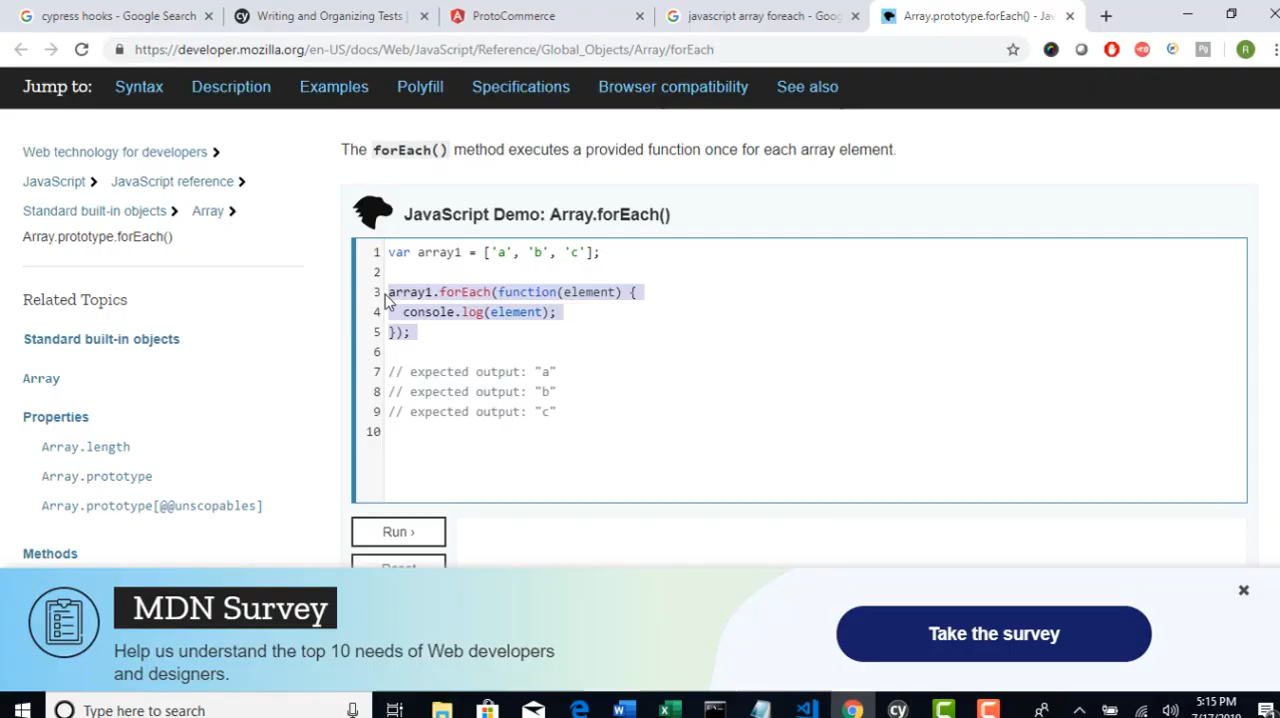 cypress hooks - Google Search
Writing and Organizing Tests |
ProtoCommerce
javascript array foreach - Goog
Array.prototype.forEach() - Jav
https://developer.mozilla.org/en-US/docs/Web/JavaScript/Reference/Global_Objects/Array/forEach
R
Jump to: Syntax Description Examples Polyfill Specifications Browser compatibility See also
Web technology for developers
JavaScript JavaScript reference
Standard built-in objects Array
Array.prototype.forEach()
Related Topics
Standard built-in objects
Array
Properties
Array.length
Array.prototype
Array.prototype[@@unscopables]
Methods
The forEach() method executes a provided function once for each array element.
JavaScript Demo: Array.forEach()
1 var array1 = ['a', 'b', 'c'];
2
3 array1.forEach(function(element) {
4 console.log(element);
5 });
6
7 // expected output: "a"
8 // expected output: "b"
9 // expected output: "c"
10
Run ›
MDN Survey
Help us understand the top 10 needs of Web developers
and designers.
Take the survey
Type here to search
5:15 PM